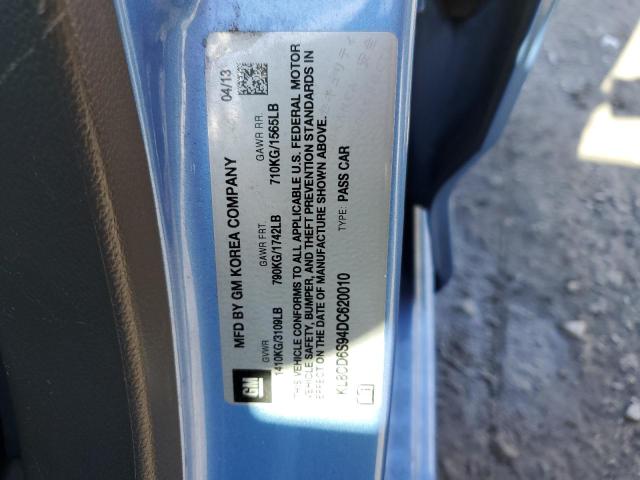 MFD BY GM KOREA COMPANY 04/13
GM
GVWR GAWR FRT GAWR RR.
1410KG/3109LB 790KG/1742LB 710KG/1565LB
THIS VEHICLE CONFORMS TO ALL APPLICABLE U.S. FEDERAL MOTOR
VEHICLE SAFETY, BUMPER, AND THEFT PREVENTION STANDARDS IN
EFFECT ON THE DATE OF MANUFACTURE SHOWN ABOVE.
KL8CD6S94DC620010 TYPE: PASS CAR